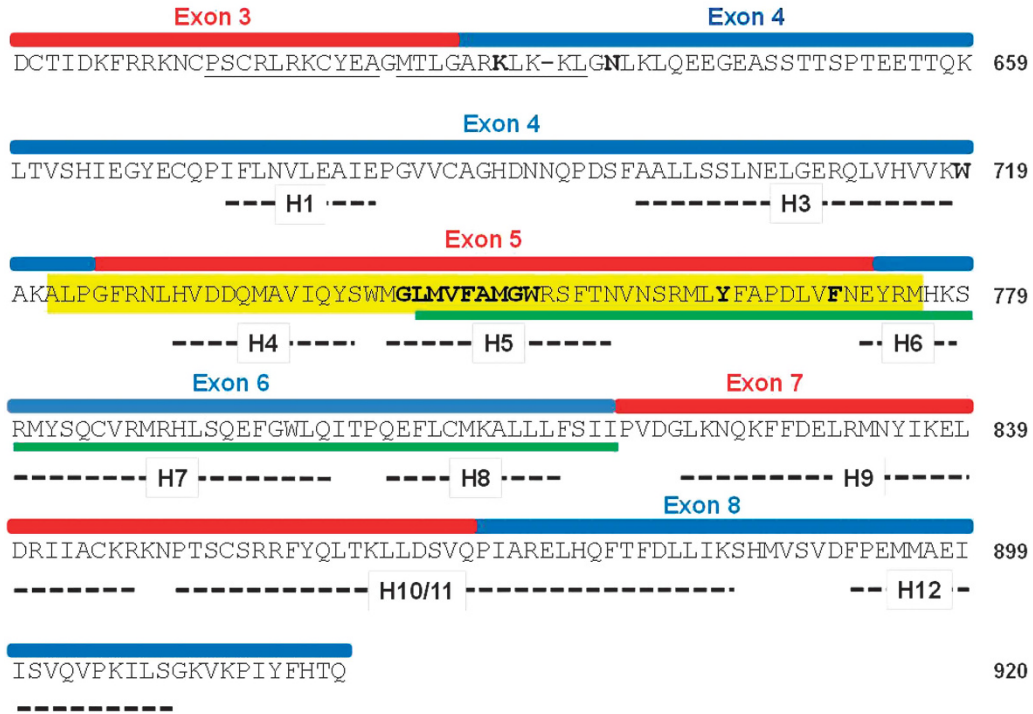 Exon 3 Exon 4
DCTIDKFRRKNCPSCRLRKCYEAGMTLGARKLK-KLGNLKLQEEGEASSTTSPTEETTQK 659
Exon 4
LTVSHIEGYECQPIFLNVLEAIEPGVVCAGHDNNQPDSFAALLSSLNELGERQLVHVVKW 719
H1 H3
Exon 5
AKALPGFRNLHVDDQMAVIQYSWMGLMVFAMGWRSFTNVNSRMLYFAPDLVFNEYRMHKS 779
H4 H5 H6
Exon 6 Exon 7
RMYSQCVRMRHLSQEFGWLQITPQEFLCMKALLLFSIIPVDGLKNQKFFDELRMNYIKEL 839
H7 H8 H9
Exon 8
DRIIACKRKNPTSCSRRFYQLTKLLDSVQPIARELHQFTFDLLIKSHMVSVDFPEMMAEI 899
H10/11 H12
ISVQVPKILSGKVKPIYFHTQ 920